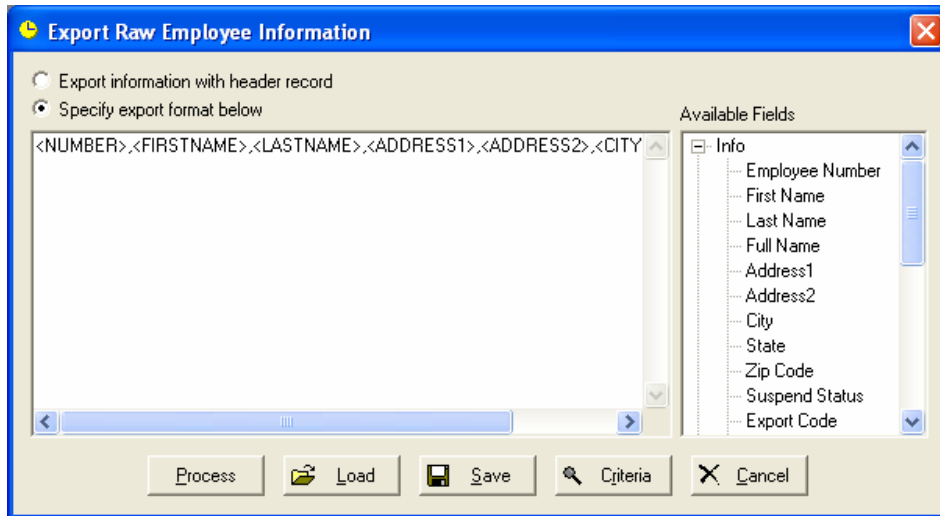 Export Raw Employee Information
Export information with header record
Specify export format below
<NUMBER>,<FIRSTNAME>,<LASTNAME>,<ADDRESS1>,<ADDRESS2>,<CITY
Available Fields
Info
Employee Number
First Name
Last Name
Full Name
Address1
Address2
City
State
Zip Code
Suspend Status
Export Code
Process
Load
Save
Criteria
Cancel